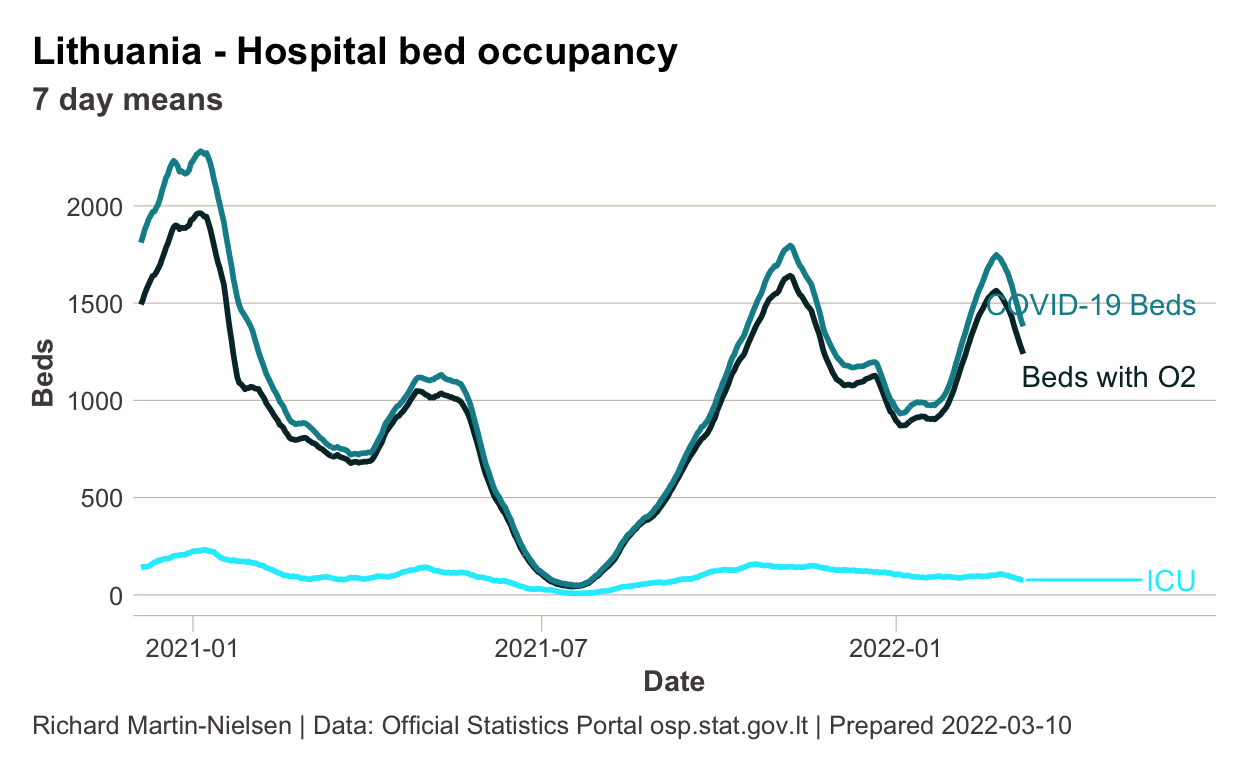 Lithuania - Hospital bed occupancy
7 day means
2000
1500
1000
500
0
Beds
COVID-19 Beds
Beds with O2
ICU
2021-01
2021-07
2022-01
Date
Richard Martin-Nielsen | Data: Official Statistics Portal osp.stat.gov.lt | Prepared 2022-03-10